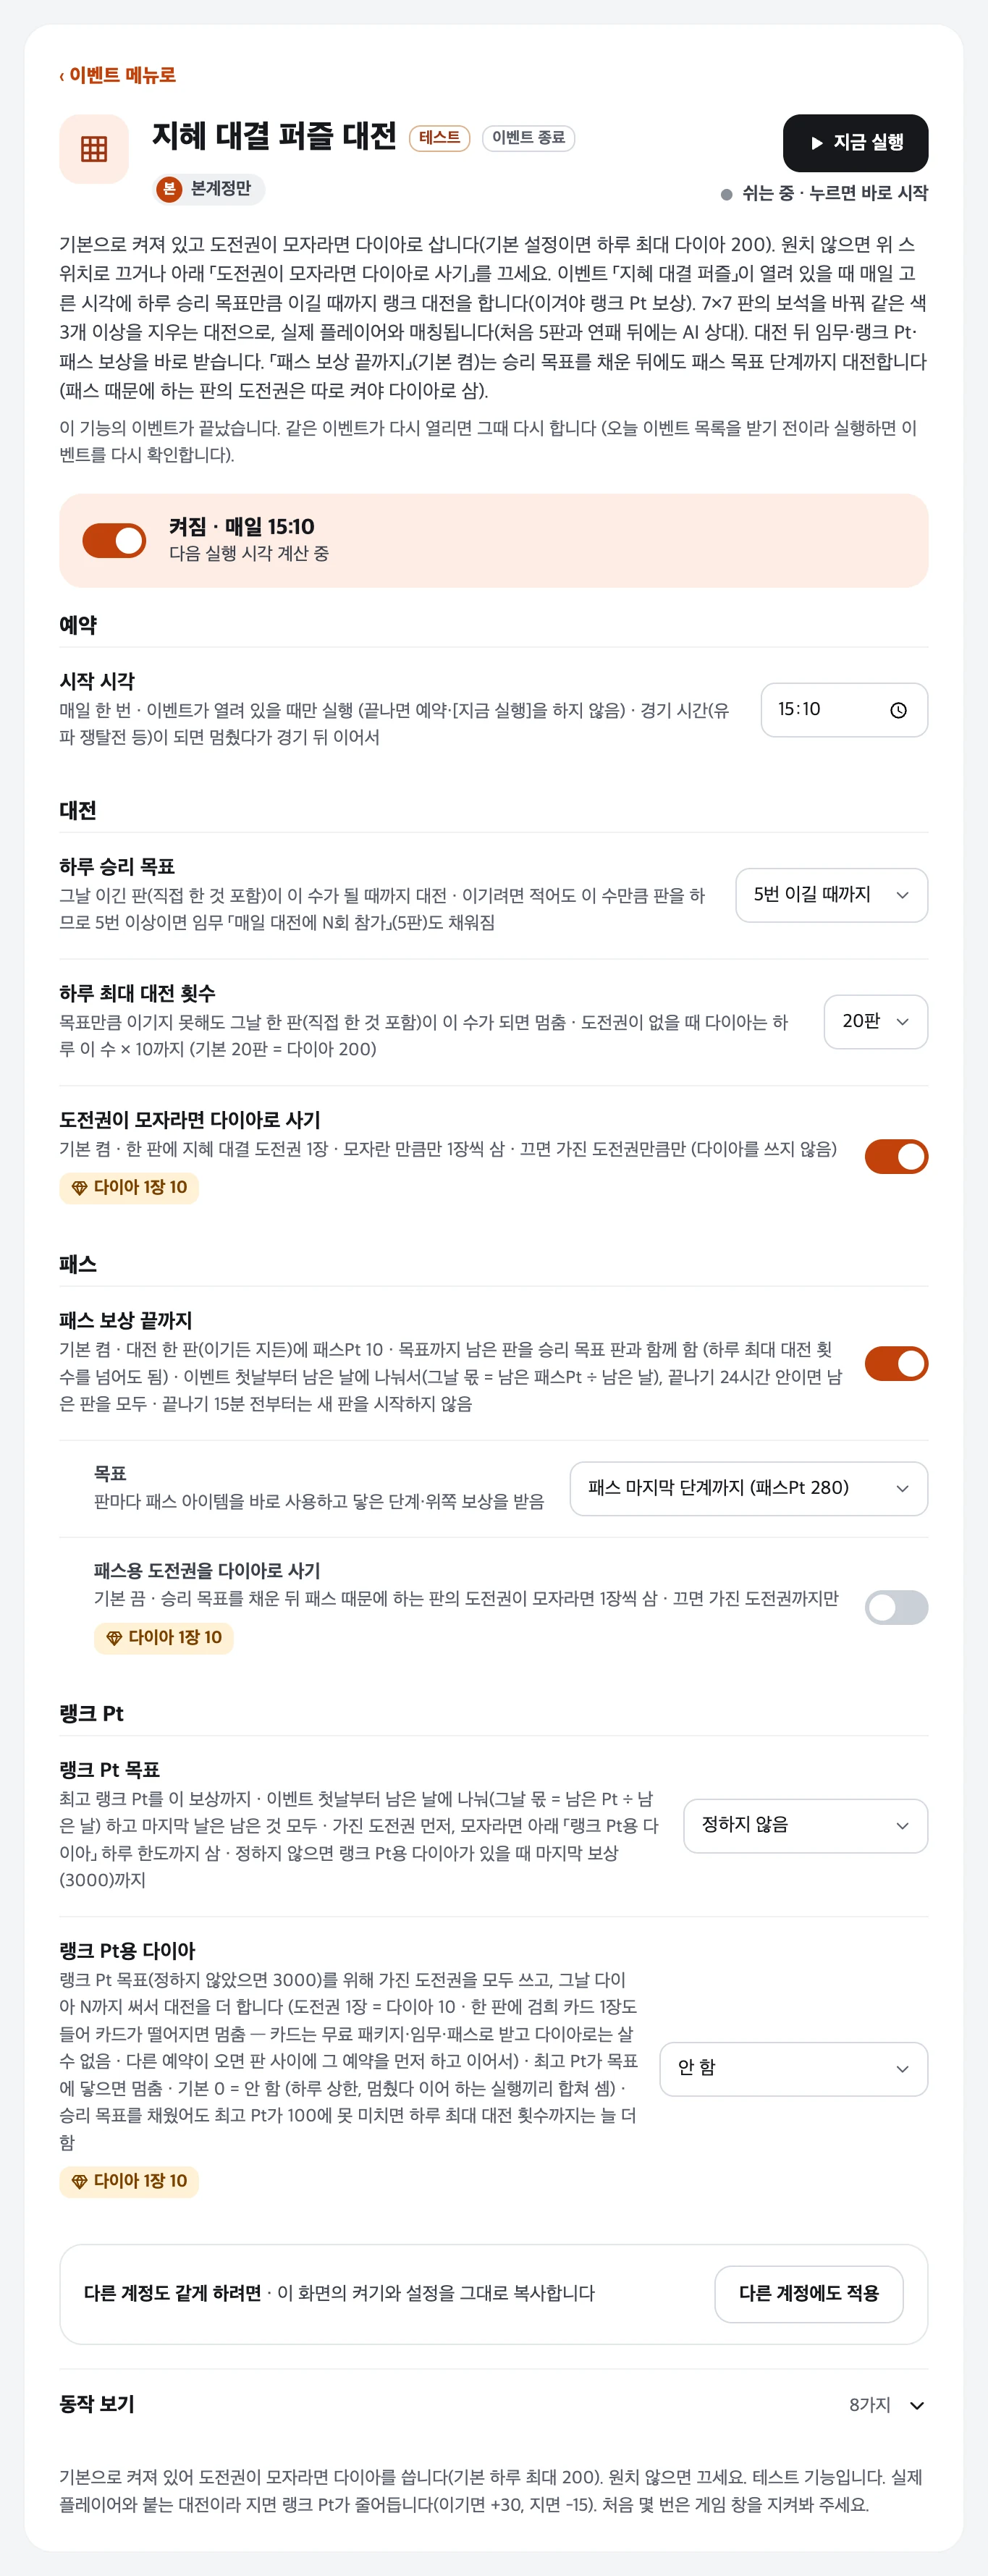 ‹ 이벤트 메뉴로
지혜 대결 퍼즐 대전 테스트 이벤트 종료
지금 실행
본 본계정만
쉬는 중 · 누르면 바로 시작
기본으로 켜져 있고 도전권이 모자라면 다이아로 삽니다(기본 설정이면 하루 최대 다이아 200). 원치 않으면 위 스
위치로 끄거나 아래 「도전권이 모자라면 다이아로 사기」를 끄세요. 이벤트 「지혜 대결 퍼즐」이 열려 있을 때 매일 고
른 시각에 하루 승리 목표만큼 이길 때까지 랭크 대전을 합니다(이겨야 랭크 Pt 보상). 7×7 판의 보석을 바꿔 같은 색
3개 이상을 지우는 대전으로, 실제 플레이어와 매칭됩니다(처음 5판과 연패 뒤에는 AI 상대). 대전 뒤 임무·랭크 Pt·
패스 보상을 바로 받습니다. 「패스 보상 끝까지」(기본 켬)는 승리 목표를 채운 뒤에도 패스 목표 단계까지 대전합니다
(패스 때문에 하는 판의 도전권은 따로 켜야 다이아로 삼).
이 기능의 이벤트가 끝났습니다. 같은 이벤트가 다시 열리면 그때 다시 합니다 (오늘 이벤트 목록을 받기 전이라 실행하면 이
벤트를 다시 확인합니다).
켜짐 · 매일 15:10
다음 실행 시각 계산 중
예약
시작 시각
매일 한 번 · 이벤트가 열려 있을 때만 실행 (끝나면 예약·[지금 실행]을 하지 않음) · 경기 시간(유
파 쟁탈전 등)이 되면 멈췄다가 경기 뒤 이어서
15:10
대전
하루 승리 목표
그날 이긴 판(직접 한 것 포함)이 이 수가 될 때까지 대전 · 이기려면 적어도 이 수만큼 판을 하
므로 5번 이상이면 임무 「매일 대전에 N회 참가」(5판)도 채워짐
5번 이길 때까지
하루 최대 대전 횟수
목표만큼 이기지 못해도 그날 한 판(직접 한 것 포함)이 이 수가 되면 멈춤 · 도전권이 없을 때 다이아는 하
루 이 수 × 10까지 (기본 20판 = 다이아 200)
20판
도전권이 모자라면 다이아로 사기
기본 켬 · 한 판에 지혜 대결 도전권 1장 · 모자란 만큼만 1장씩 삼 · 끄면 가진 도전권만큼만 (다이아를 쓰지 않음)
다이아 1장 10
패스
패스 보상 끝까지
기본 켬 · 대전 한 판(이기든 지든)에 패스Pt 10 · 목표까지 남은 판을 승리 목표 판과 함께 함 (하루 최대 대전 횟
수를 넘어도 됨) · 이벤트 첫날부터 남은 날에 나눠서(그날 몫 = 남은 패스Pt ÷ 남은 날), 끝나기 24시간 안이면 남
은 판을 모두 · 끝나기 15분 전부터는 새 판을 시작하지 않음
목표
판마다 패스 아이템을 바로 사용하고 닿은 단계·위쪽 보상을 받음
패스 마지막 단계까지 (패스Pt 280)
패스용 도전권을 다이아로 사기
기본 끔 · 승리 목표를 채운 뒤 패스 때문에 하는 판의 도전권이 모자라면 1장씩 삼 · 끄면 가진 도전권까지만
다이아 1장 10
랭크 Pt
랭크 Pt 목표
최고 랭크 Pt를 이 보상까지 · 이벤트 첫날부터 남은 날에 나눠(그날 몫 = 남은 Pt ÷ 남
은 날) 하고 마지막 날은 남은 것 모두 · 가진 도전권 먼저, 모자라면 아래 「랭크 Pt용 다
이아」 하루 한도까지 삼 · 정하지 않으면 랭크 Pt용 다이아가 있을 때 마지막 보상
(3000)까지
정하지 않음
랭크 Pt용 다이아
랭크 Pt 목표(정하지 않았으면 3000)를 위해 가진 도전권을 모두 쓰고, 그날 다이
아 N까지 써서 대전을 더 합니다 (도전권 1장 = 다이아 10 · 한 판에 검희 카드 1장도
들어 카드가 떨어지면 멈춤 — 카드는 무료 패키지·임무·패스로 받고 다이아로는 살
수 없음 · 다른 예약이 오면 판 사이에 그 예약을 먼저 하고 이어서) · 최고 Pt가 목표
에 닿으면 멈춤 · 기본 0 = 안 함 (하루 상한, 멈췄다 이어 하는 실행끼리 합쳐 셈) ·
승리 목표를 채웠어도 최고 Pt가 100에 못 미치면 하루 최대 대전 횟수까지는 늘 더
함
안 함
다이아 1장 10
다른 계정도 같게 하려면 · 이 화면의 켜기와 설정을 그대로 복사합니다
다른 계정에도 적용
동작 보기
8가지
기본으로 켜져 있어 도전권이 모자라면 다이아를 씁니다(기본 하루 최대 200). 원치 않으면 끄세요. 테스트 기능입니다. 실제
플레이어와 붙는 대전이라 지면 랭크 Pt가 줄어듭니다(이기면 +30, 지면 -15). 처음 몇 번은 게임 창을 지켜봐 주세요.